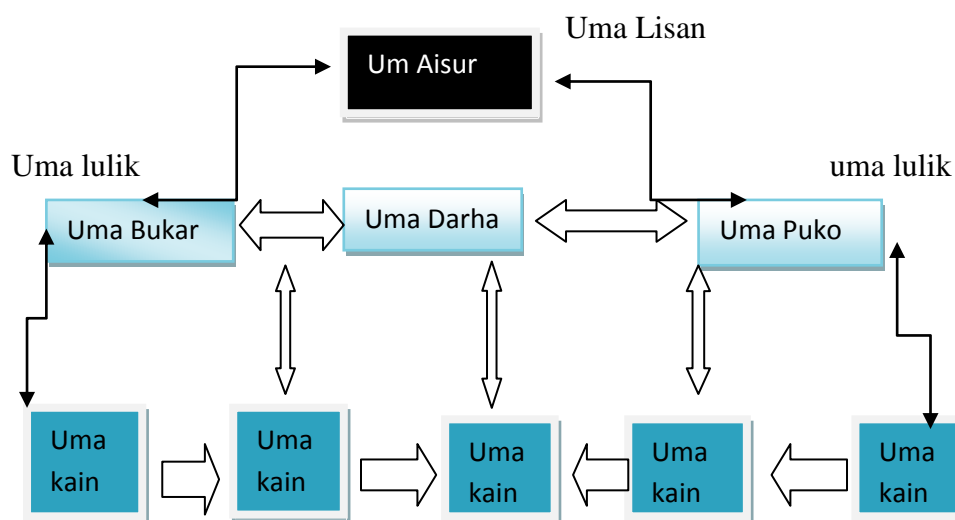 Uma Lisan
Um Aisur
Uma lulik
uma lulik
Uma Bukar
Uma Darha
Uma Puko
Uma
kain
Uma
kain
Uma
kain
Uma
kain
Uma
kain